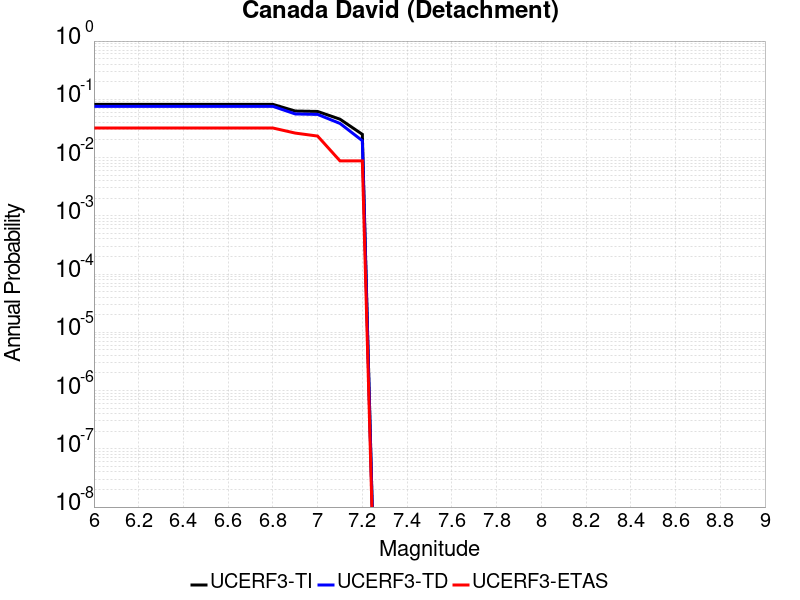 Canada David (Detachment)
10^0
10^-1
10^-2
10^-3
10^-4
10^-5
10^-6
10^-7
10^-8
Annual Probability
6 6.2 6.4 6.6 6.8 7 7.2 7.4 7.6 7.8 8 8.2 8.4 8.6 8.8 9
Magnitude
UCERF3-TI UCERF3-TD UCERF3-ETAS